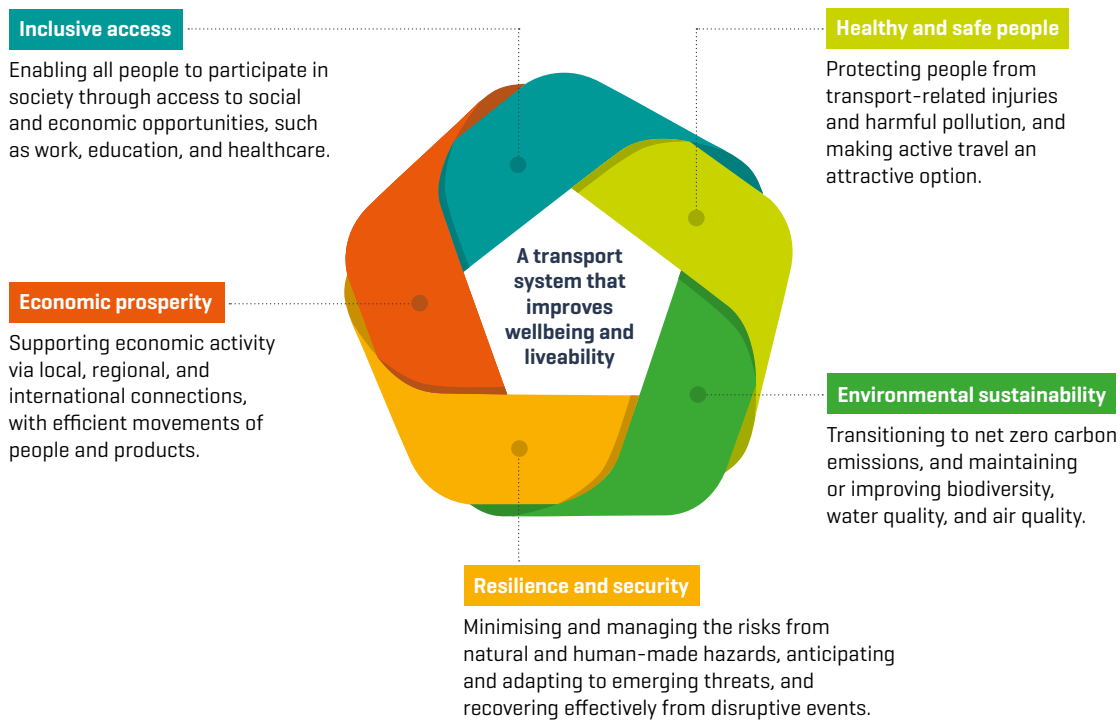 Inclusive access
Enabling all people to participate in
society through access to social
and economic opportunities, such
as work, education, and healthcare.
Healthy and safe people
Protecting people from
transport-related injuries
and harmful pollution, and
making active travel an
attractive option.
A transport
system that
improves
wellbeing and
liveability
Economic prosperity
Supporting economic activity
via local, regional, and
international connections,
with efficient movements of
people and products.
Environmental sustainability
Transitioning to net zero carbon
emissions, and maintaining
or improving biodiversity,
water quality, and air quality.
Resilience and security
Minimising and managing the risks from
natural and human-made hazards, anticipating
and adapting to emerging threats, and
recovering effectively from disruptive events.